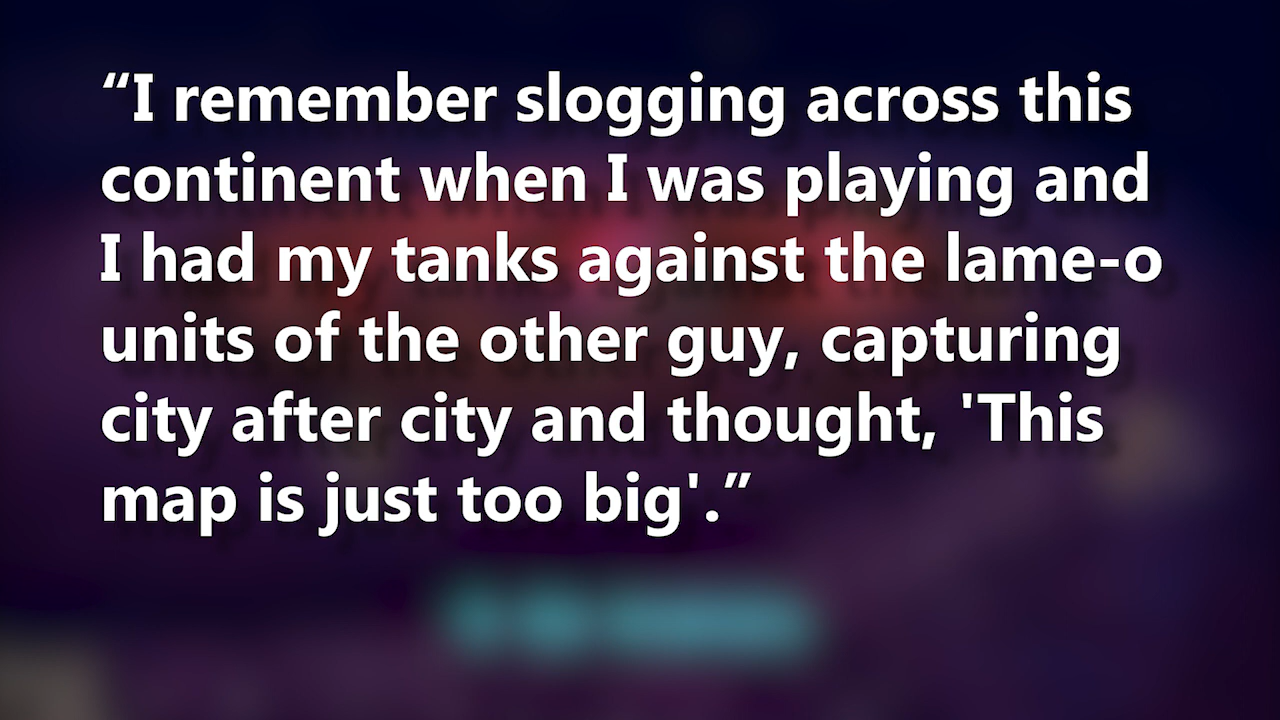 “I remember slogging across this
continent when I was playing and
I had my tanks against the lame-o
units of the other guy, capturing
city after city and thought, 'This
map is just too big'.”